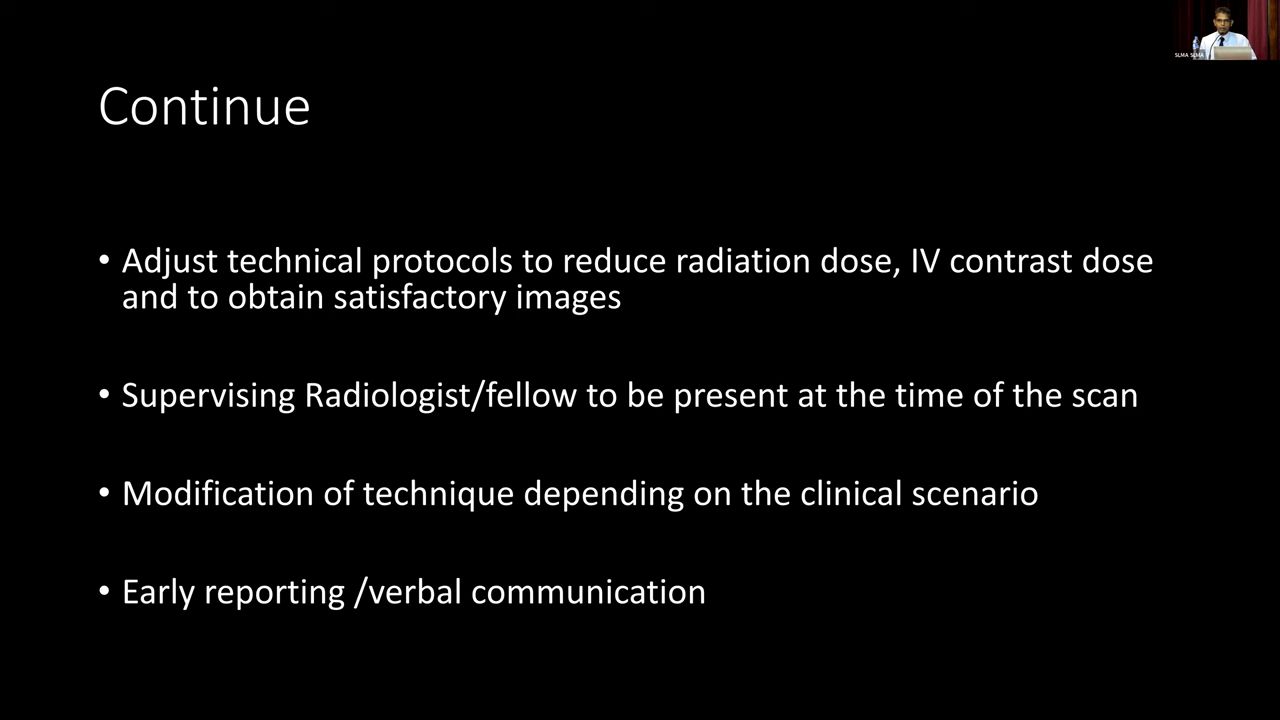 SLMA SLMA
Continue
• Adjust technical protocols to reduce radiation dose, IV contrast dose
and to obtain satisfactory images
• Supervising Radiologist/fellow to be present at the time of the scan
• Modification of technique depending on the clinical scenario
• Early reporting /verbal communication